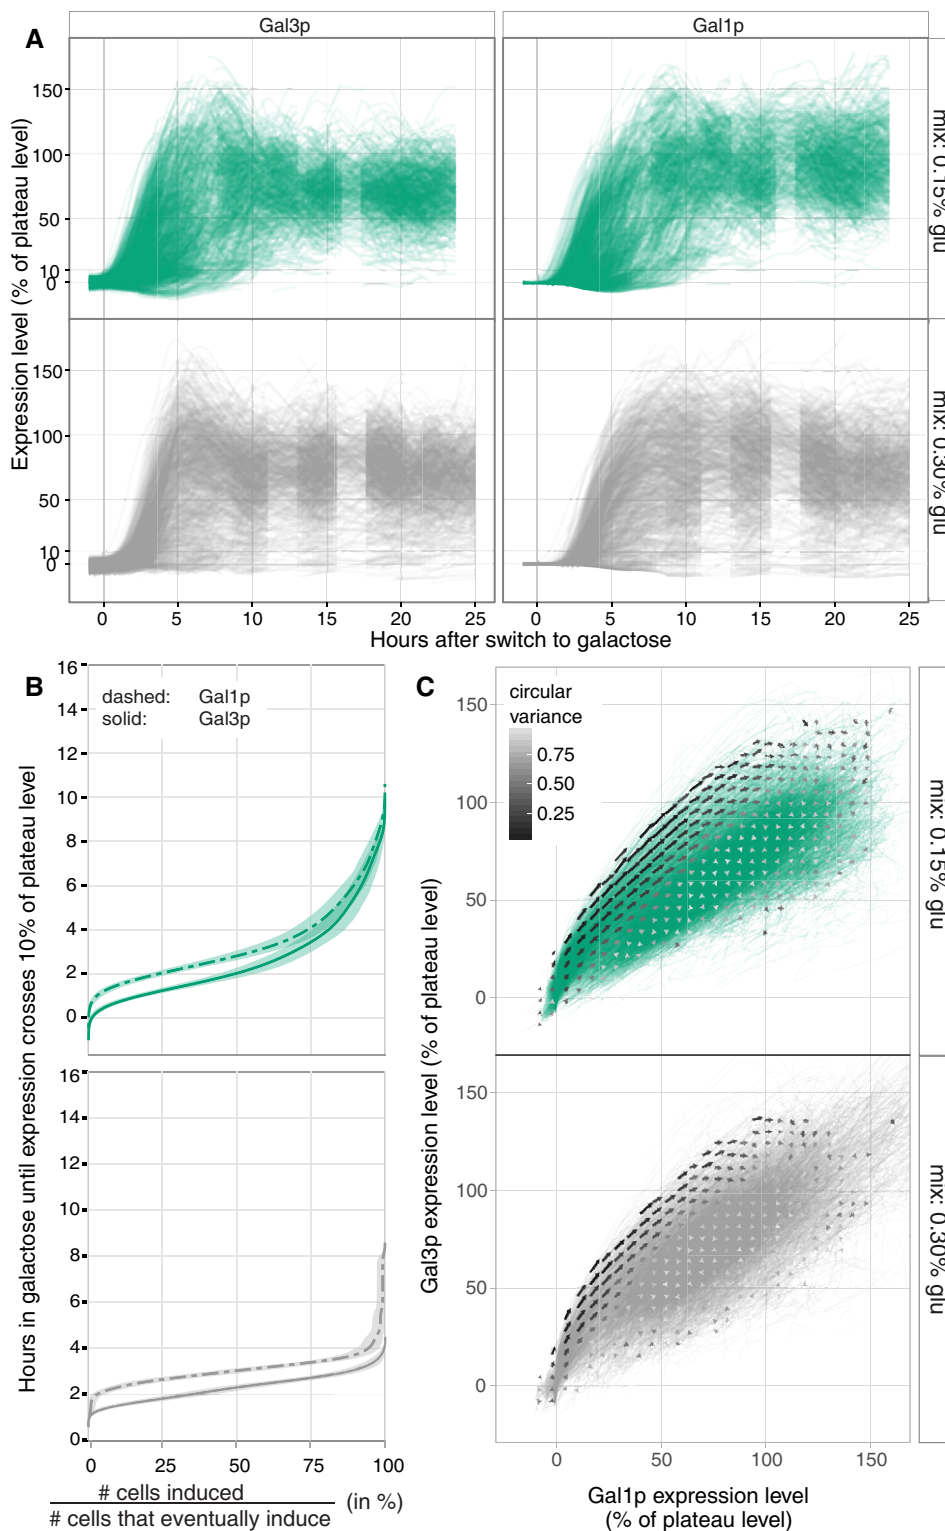 A
Gal3p
Gal1p
Expression level (% of plateau level)
150
100
50
10
0
mix: 0.15% glu
150
100
50
10
0
mix: 0.30% glu
0 5 10 15 20 25
0 5 10 15 20 25
Hours after switch to galactose
B
dashed: Gal1p
solid: Gal3p
Hours in galactose until expression crosses 10% of plateau level
16
14
12
10
8
6
4
2
0
16
14
12
10
8
6
4
2
0
0 25 50 75 100
# cells induced
# cells that eventually induce
(in %)
C
circular
variance
0.75
0.50
0.25
Gal3p expression level (% of plateau level)
150
100
50
0
mix: 0.15% glu
150
100
50
0
mix: 0.30% glu
0 50 100 150
Gal1p expression level
(% of plateau level)